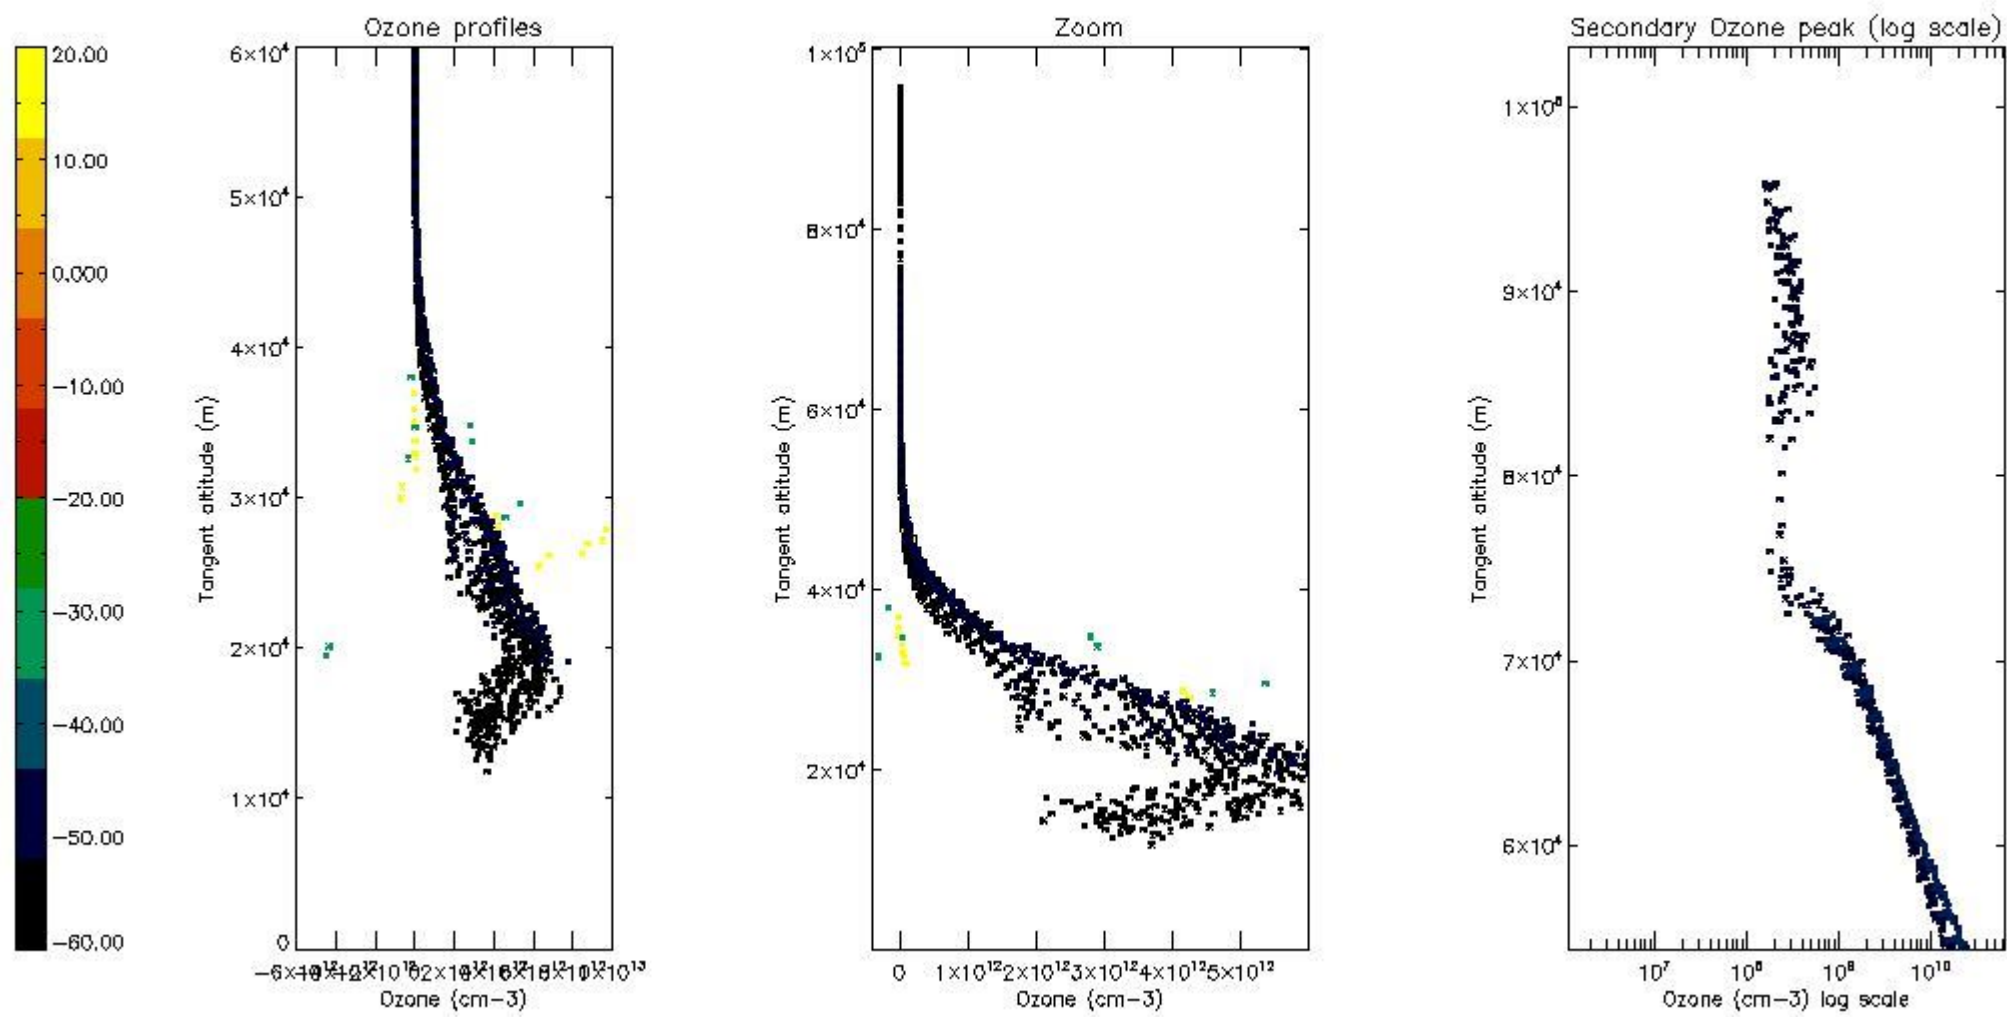 Ozone profiles
Zoom
Secondary Ozone peak (log scale)
20.00
10.00
0.000
−10.00
−20.00
−30.00
−40.00
−50.00
−60.00
6×10⁴
5×10⁴
4×10⁴
3×10⁴
2×10⁴
1×10⁴
0
Tangent altitude (m)
Ozone (cm−3)
1×10⁵
8×10⁴
6×10⁴
4×10⁴
2×10⁴
Tangent altitude (m)
0 1×10¹² 2×10¹² 3×10¹² 4×10¹² 5×10¹²
Ozone (cm−3)
9×10⁴
8×10⁴
7×10⁴
6×10⁴
Tangent altitude (m)
10⁷ 10⁸ 10⁹ 10¹⁰
Ozone (cm−3) log scale